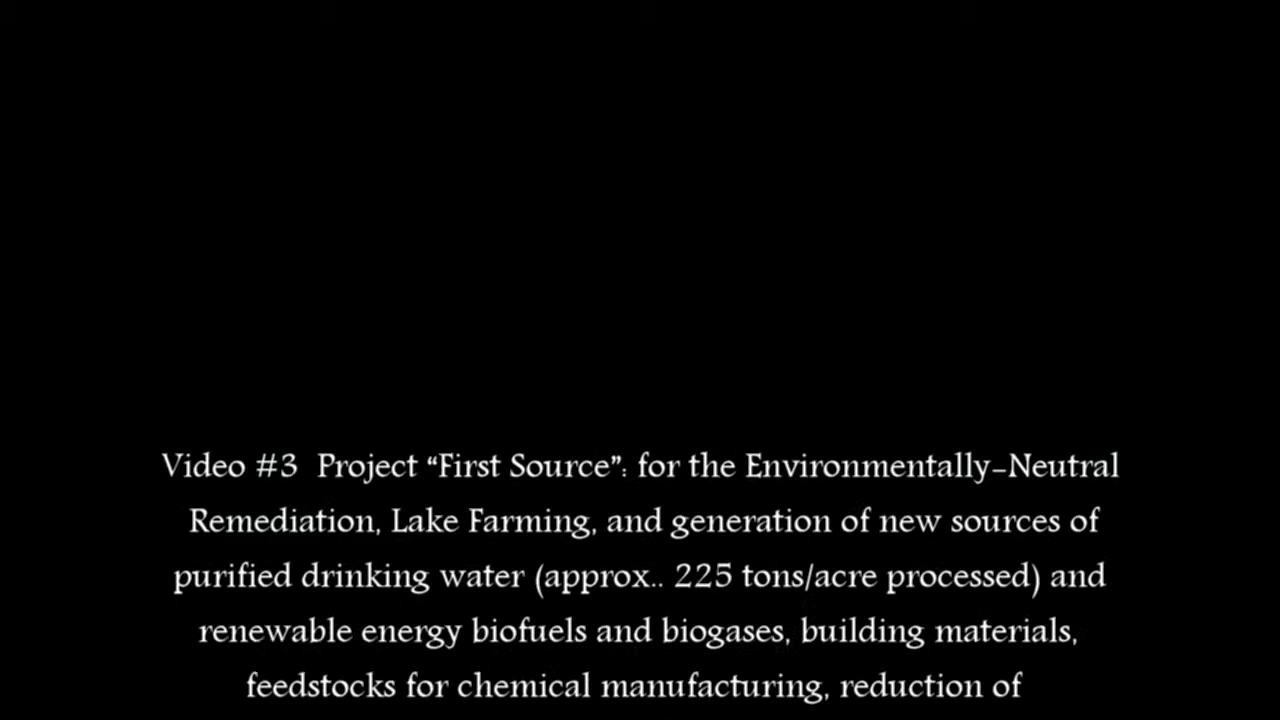 Video #3  Project “First Source”: for the Environmentally-Neutral
Remediation, Lake Farming, and generation of new sources of
purified drinking water (approx.. 225 tons/acre processed) and
renewable energy biofuels and biogases, building materials,
feedstocks for chemical manufacturing, reduction of